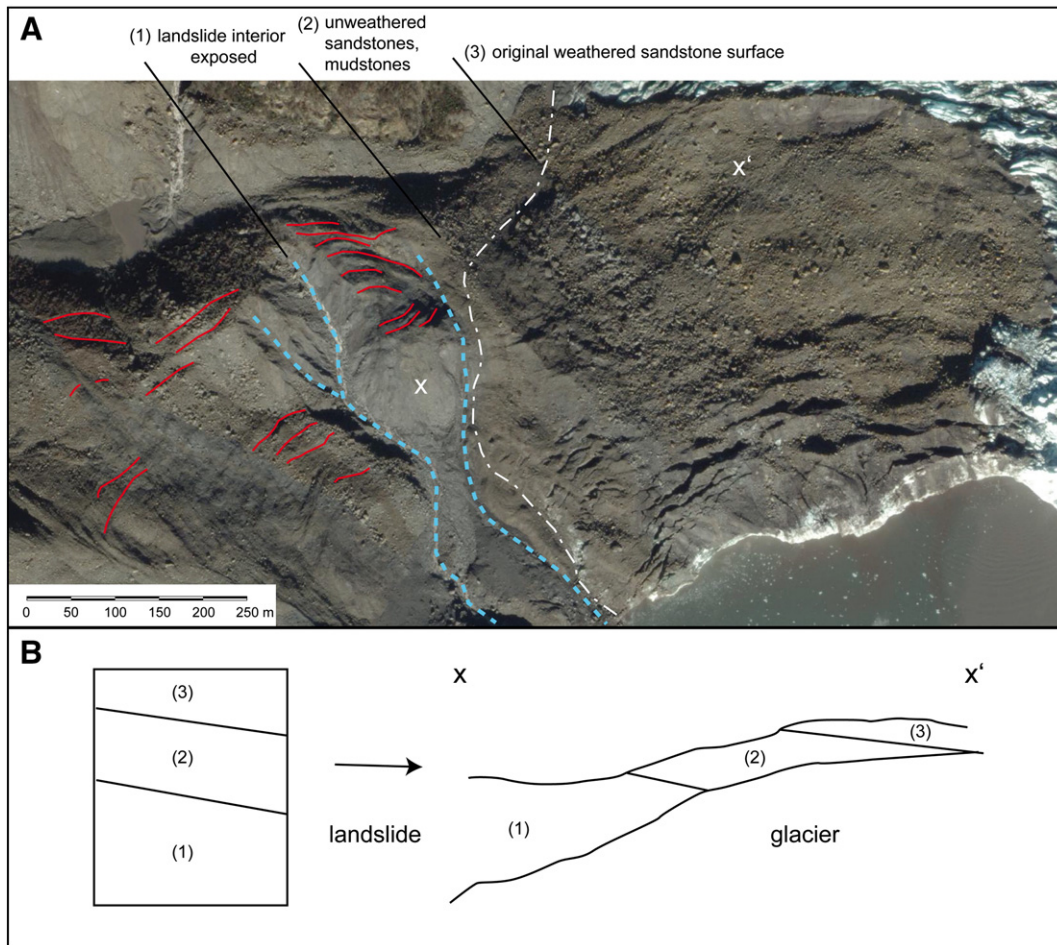 A
(1) landslide interior
exposed
(2) unweathered
sandstones,
mudstones
(3) original weathered sandstone surface
x‘
x
0 50 100 150 200 250 m
B
(3)
(2)
(1)
landslide
x
x‘
(3)
(2)
(1)
glacier